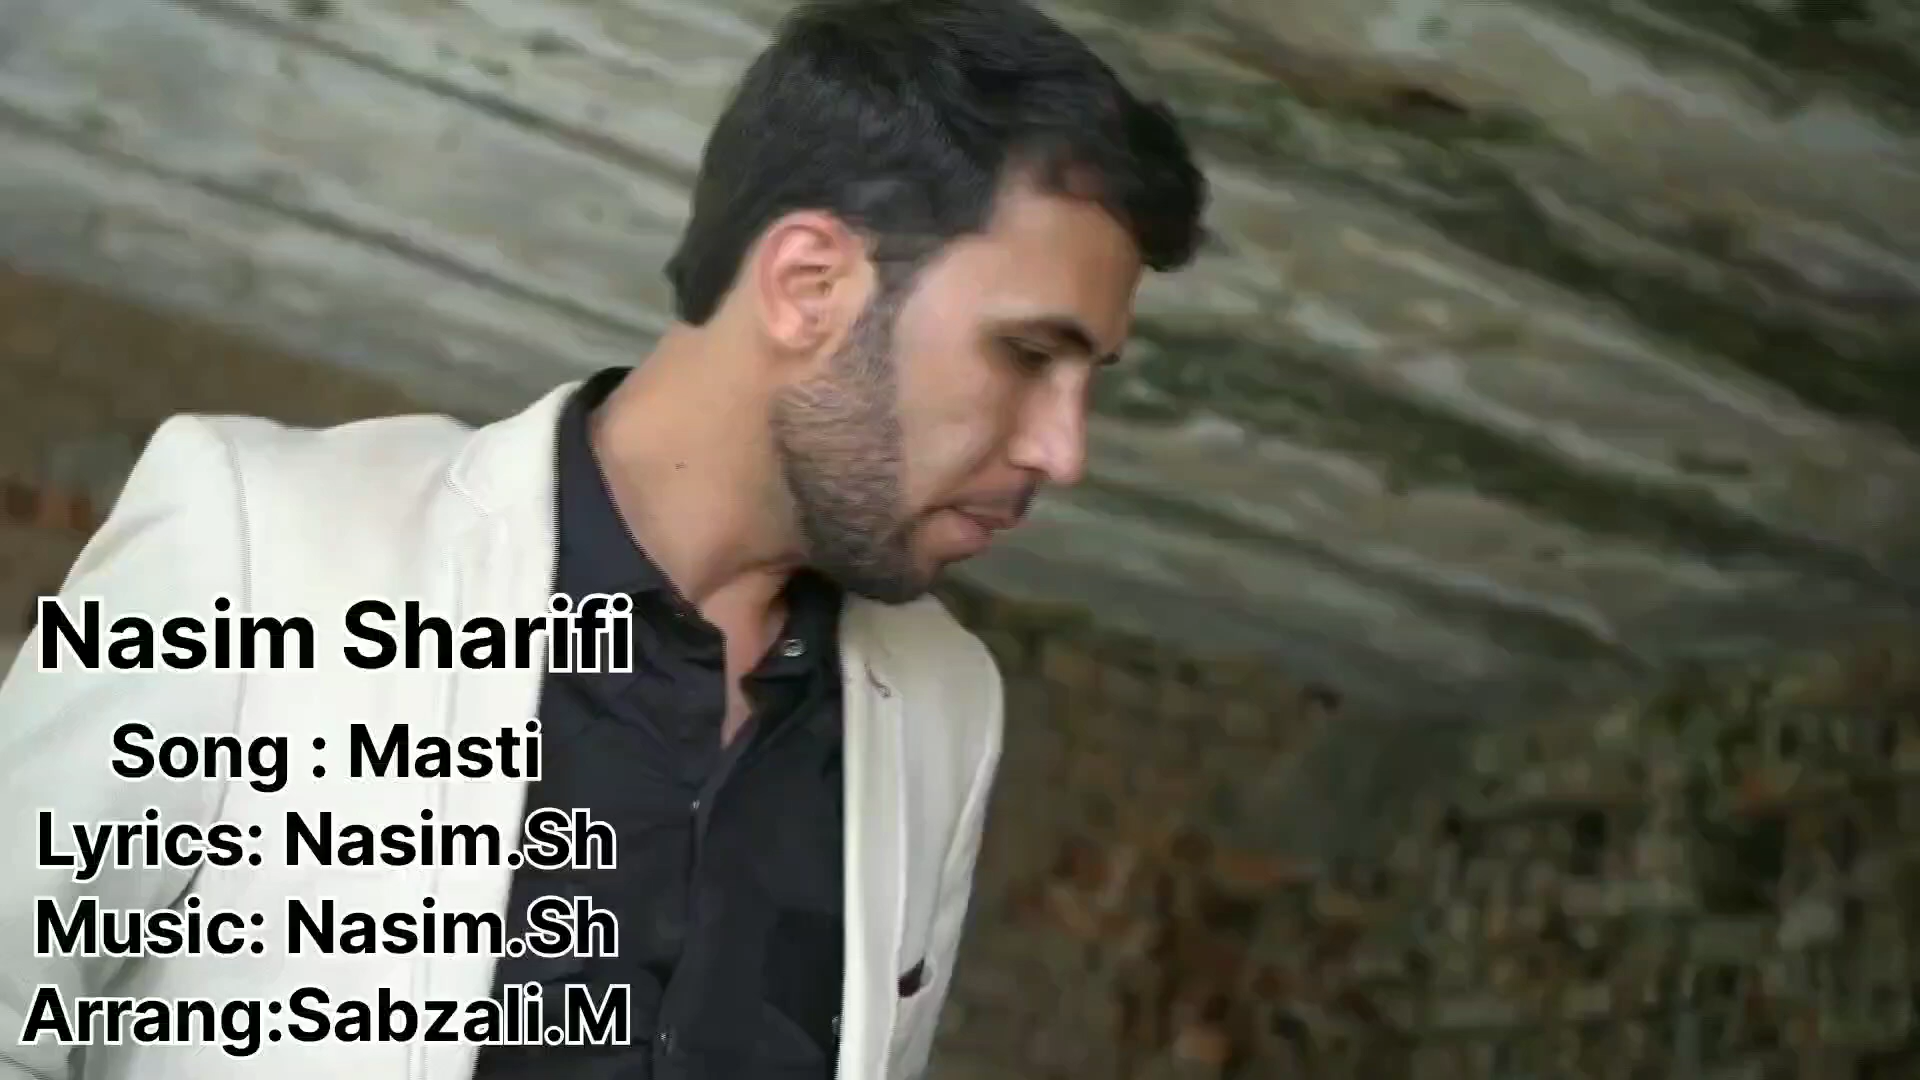 Nasim Sharifi
Song : Masti
Lyrics: Nasim.Sh
Music: Nasim.Sh
Arrang:Sabzali.M